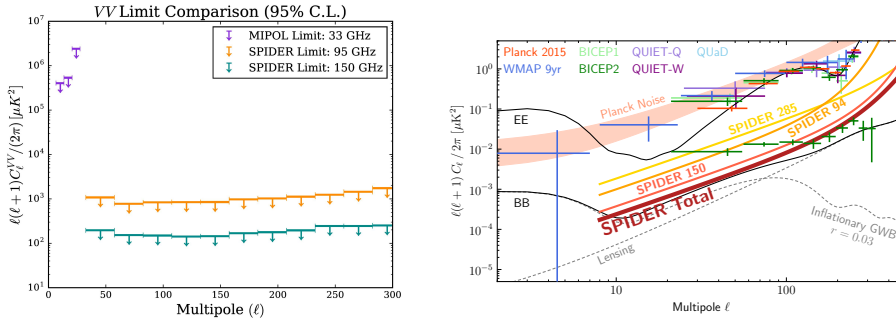 VV Limit Comparison (95% C.L.)
MIPOL Limit: 33 GHz
SPIDER Limit: 95 GHz
SPIDER Limit: 150 GHz
ℓ(ℓ+1)C_ℓ^{VV}/(2π) [μK²]
10⁷
10⁶
10⁵
10⁴
10³
10²
10¹
0 50 100 150 200 250 300
Multipole (ℓ)
Planck 2015 BICEP1 QUIET-Q QUaD
WMAP 9yr BICEP2 QUIET-W
Planck Noise
SPIDER 285
SPIDER 94
EE
SPIDER 150
BB
SPIDER Total
Lensing
Inflationary GWB
r = 0.03
ℓ(ℓ+1) C_ℓ / 2π [μK²]
10⁰
10⁻¹
10⁻²
10⁻³
10⁻⁴
10⁻⁵
10 100
Multipole ℓ